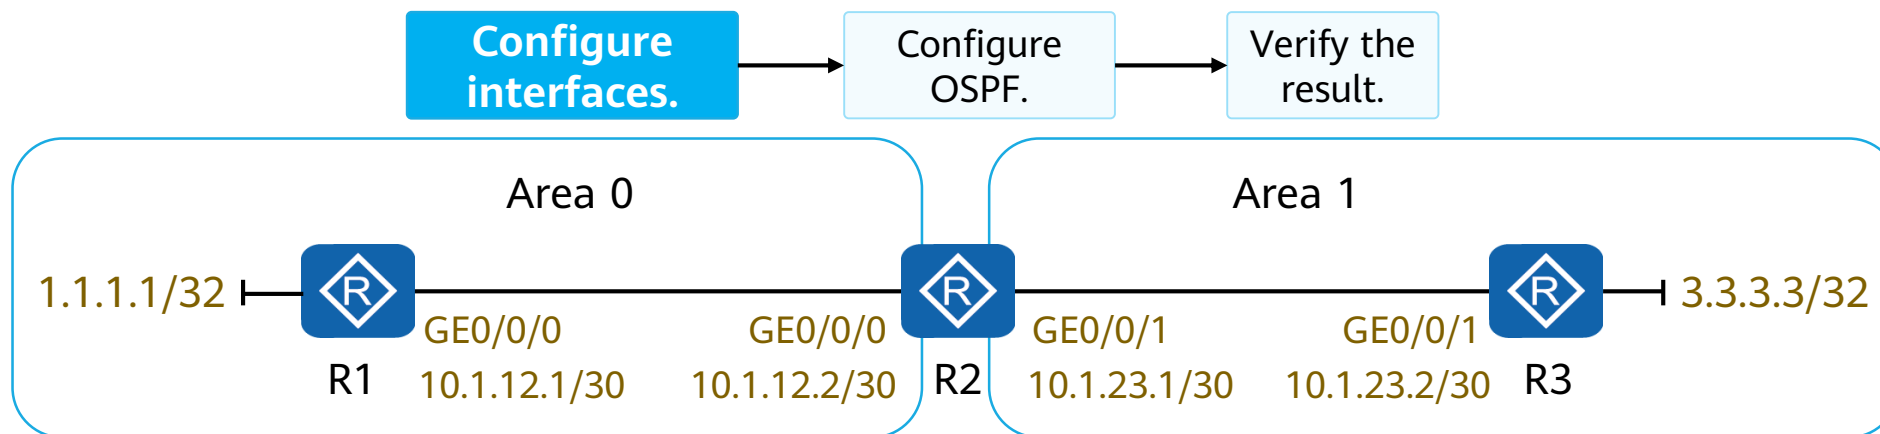 Configure
interfaces.
Configure
OSPF.
Verify the
result.
Area 0
Area 1
1.1.1.1/32
R
R
R
3.3.3.3/32
GE0/0/0
GE0/0/0
GE0/0/1
GE0/0/1
R1
10.1.12.1/30
10.1.12.2/30
R2
10.1.23.1/30
10.1.23.2/30
R3